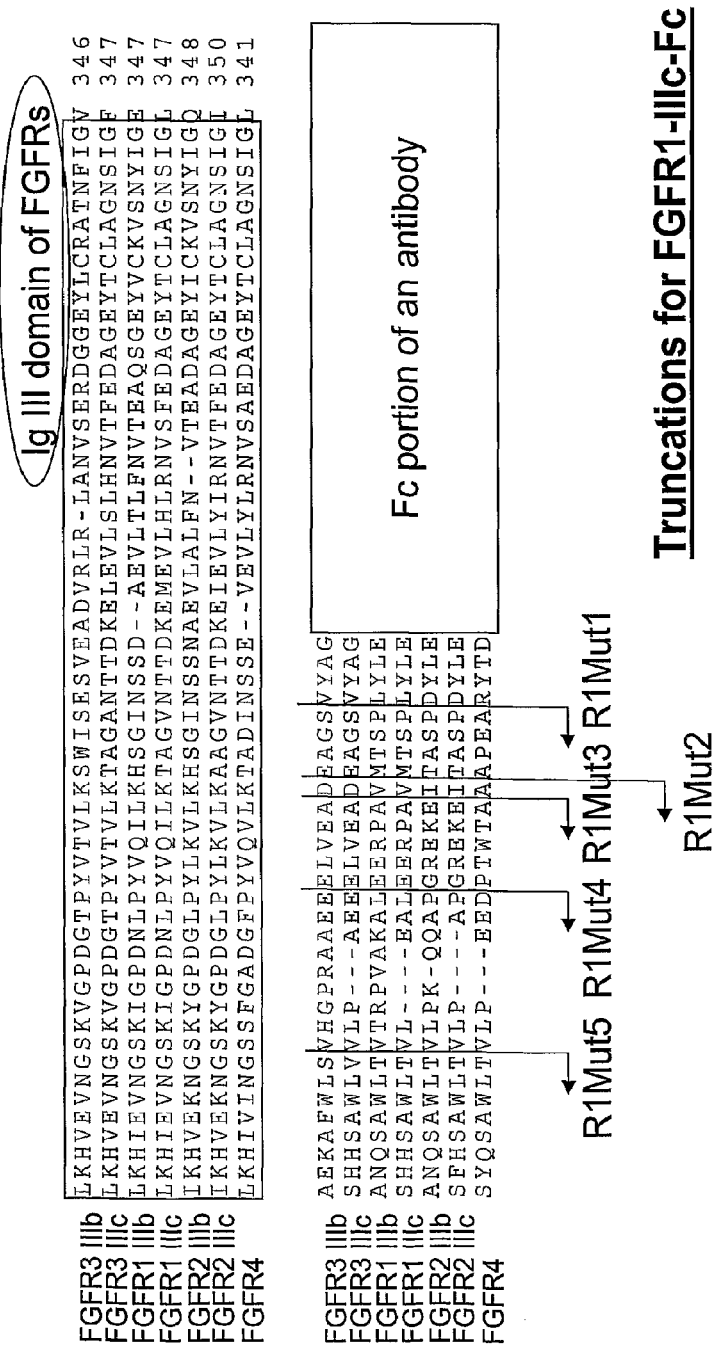 Ig III domain of FGFRs
FGFR3 IIIb LKHVEVNGSKVGPDGTPYVTVLKSWISESVEADVRLR-LANVSERDGGEYLCRATNFIGV 346
FGFR3 IIIc LKHVEVNGSKVGPDGTPYVTVLKTAGANTTDKELEVLSLHNVTFEDAGEYTCLAGNSIGF 347
FGFR1 IIIb LKHIEVNGSKIGPDNLPYVQILKHSGINSSD--AEVLTLFNVTEAQSGEYVCKVSNYIGE 347
FGFR1 IIIc LKHIEVNGSKIGPDNLPYVQILKTAGVNTTDKEMEVLHLRNVSFEDAGEYTCLAGNSIGL 347
FGFR2 IIIb IKHVEKNGSKYGPDGLPYLKVLKHSGINSSNAEVLALFN--VTEADAGEYICKVSNYIGQ 348
FGFR2 IIIc IKHVEKNGSKYGPDGLPYLKVLKAAGVNTTDKEIEVLYIRNVTFEDAGEYTCLAGNSIGI 350
FGFR4 LKHIVINGSSFGADGFPYVQVLKTADINSSE--VEVLYLRNVSAEDAGEYTCLAGNSIGL 341
FGFR3 IIIb AEKAFWLSVHGPRAAEEELVEADEAGSVYAG
FGFR3 IIIc SHHSAWLVVLP---AEEELVEADEAGSVYAG
FGFR1 IIIb ANQSAWLTVTRPVAKALEERPAVMTSPLYLE
FGFR1 IIIc SHHSAWLTVL----EALEERPAVMTSPLYLE
FGFR2 IIIb ANQSAWLTVLPK-QQAPGREKEITASPDYLE
FGFR2 IIIc SFHSAWLTVLP----APGREKEITASPDYLE
FGFR4 SYQSAWLTVLP---EEDPTWTAAAPEARYTD
Fc portion of an antibody
R1Mut5 R1Mut4 R1Mut3 R1Mut1
R1Mut2
Truncations for FGFR1-IIIc-Fc